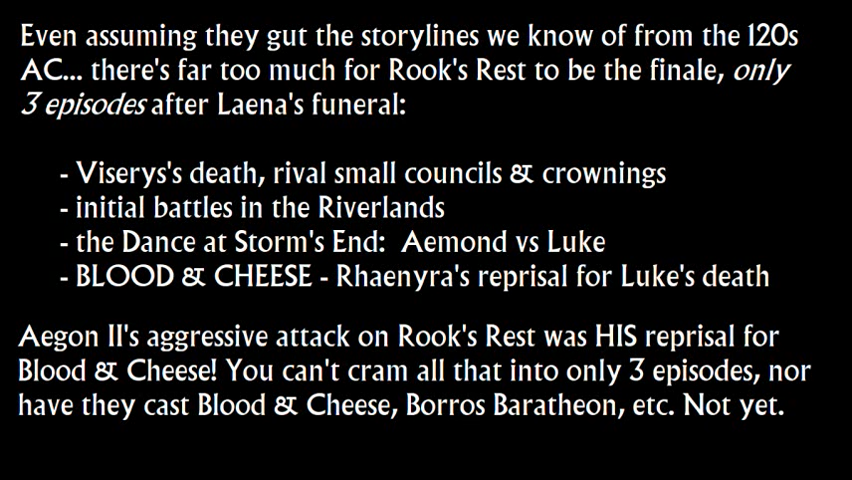 Even assuming they gut the storylines we know of from the 120s
AC... there's far too much for Rook's Rest to be the finale, only
3 episodes after Laena's funeral:
- Viserys's death, rival small councils & crownings
- initial battles in the Riverlands
- the Dance at Storm's End: Aemond vs Luke
- BLOOD & CHEESE - Rhaenyra's reprisal for Luke's death
Aegon II's aggressive attack on Rook's Rest was HIS reprisal for
Blood & Cheese! You can't cram all that into only 3 episodes, nor
have they cast Blood & Cheese, Borros Baratheon, etc. Not yet.